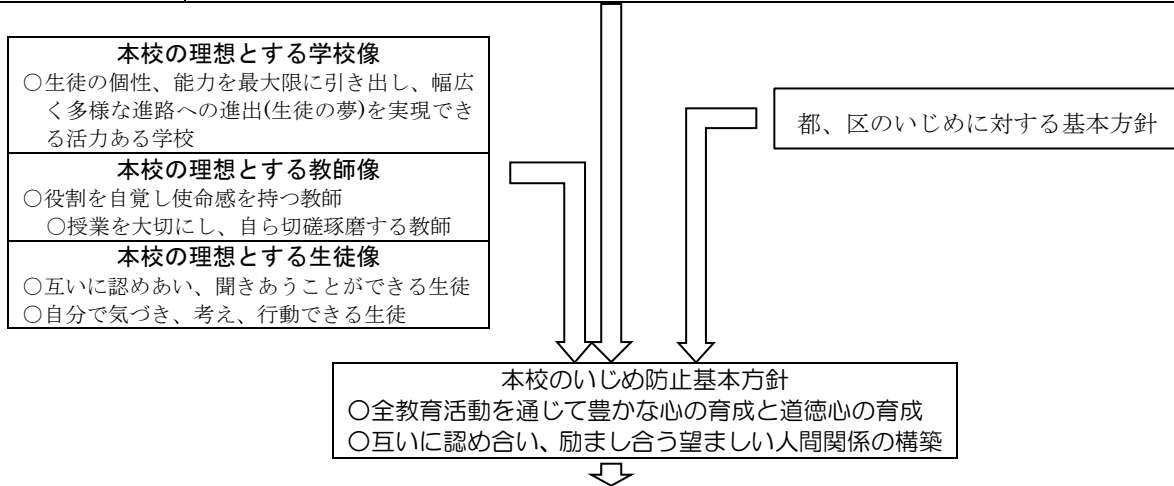 本校の理想とする学校像
○生徒の個性、能力を最大限に引き出し、幅広
く多様な進路への進出(生徒の夢)を実現でき
る活力ある学校
本校の理想とする教師像
○役割を自覚し使命感を持つ教師
○授業を大切にし、自ら切磋琢磨する教師
本校の理想とする生徒像
○互いに認めあい、聞きあうことができる生徒
○自分で気づき、考え、行動できる生徒
都、区のいじめに対する基本方針
本校のいじめ防止基本方針
○全教育活動を通じて豊かな心の育成と道徳心の育成
○互いに認め合い、励まし合う望ましい人間関係の構築